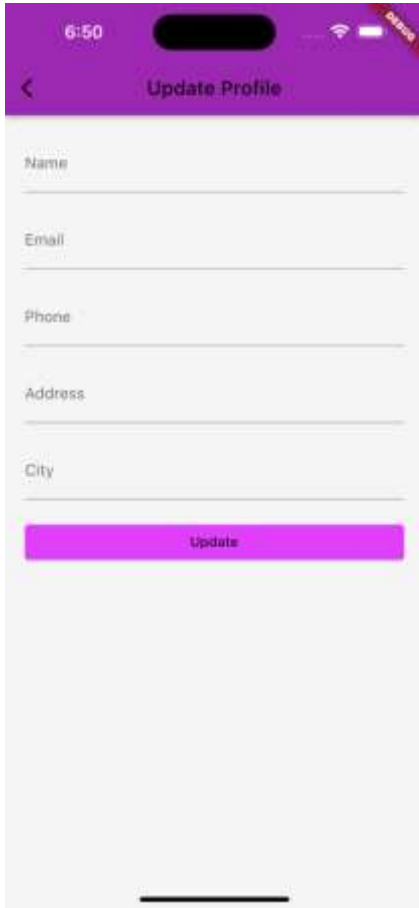 6:50
DEBUG
Update Profile
Name
Email
Phone
Address
City
Update